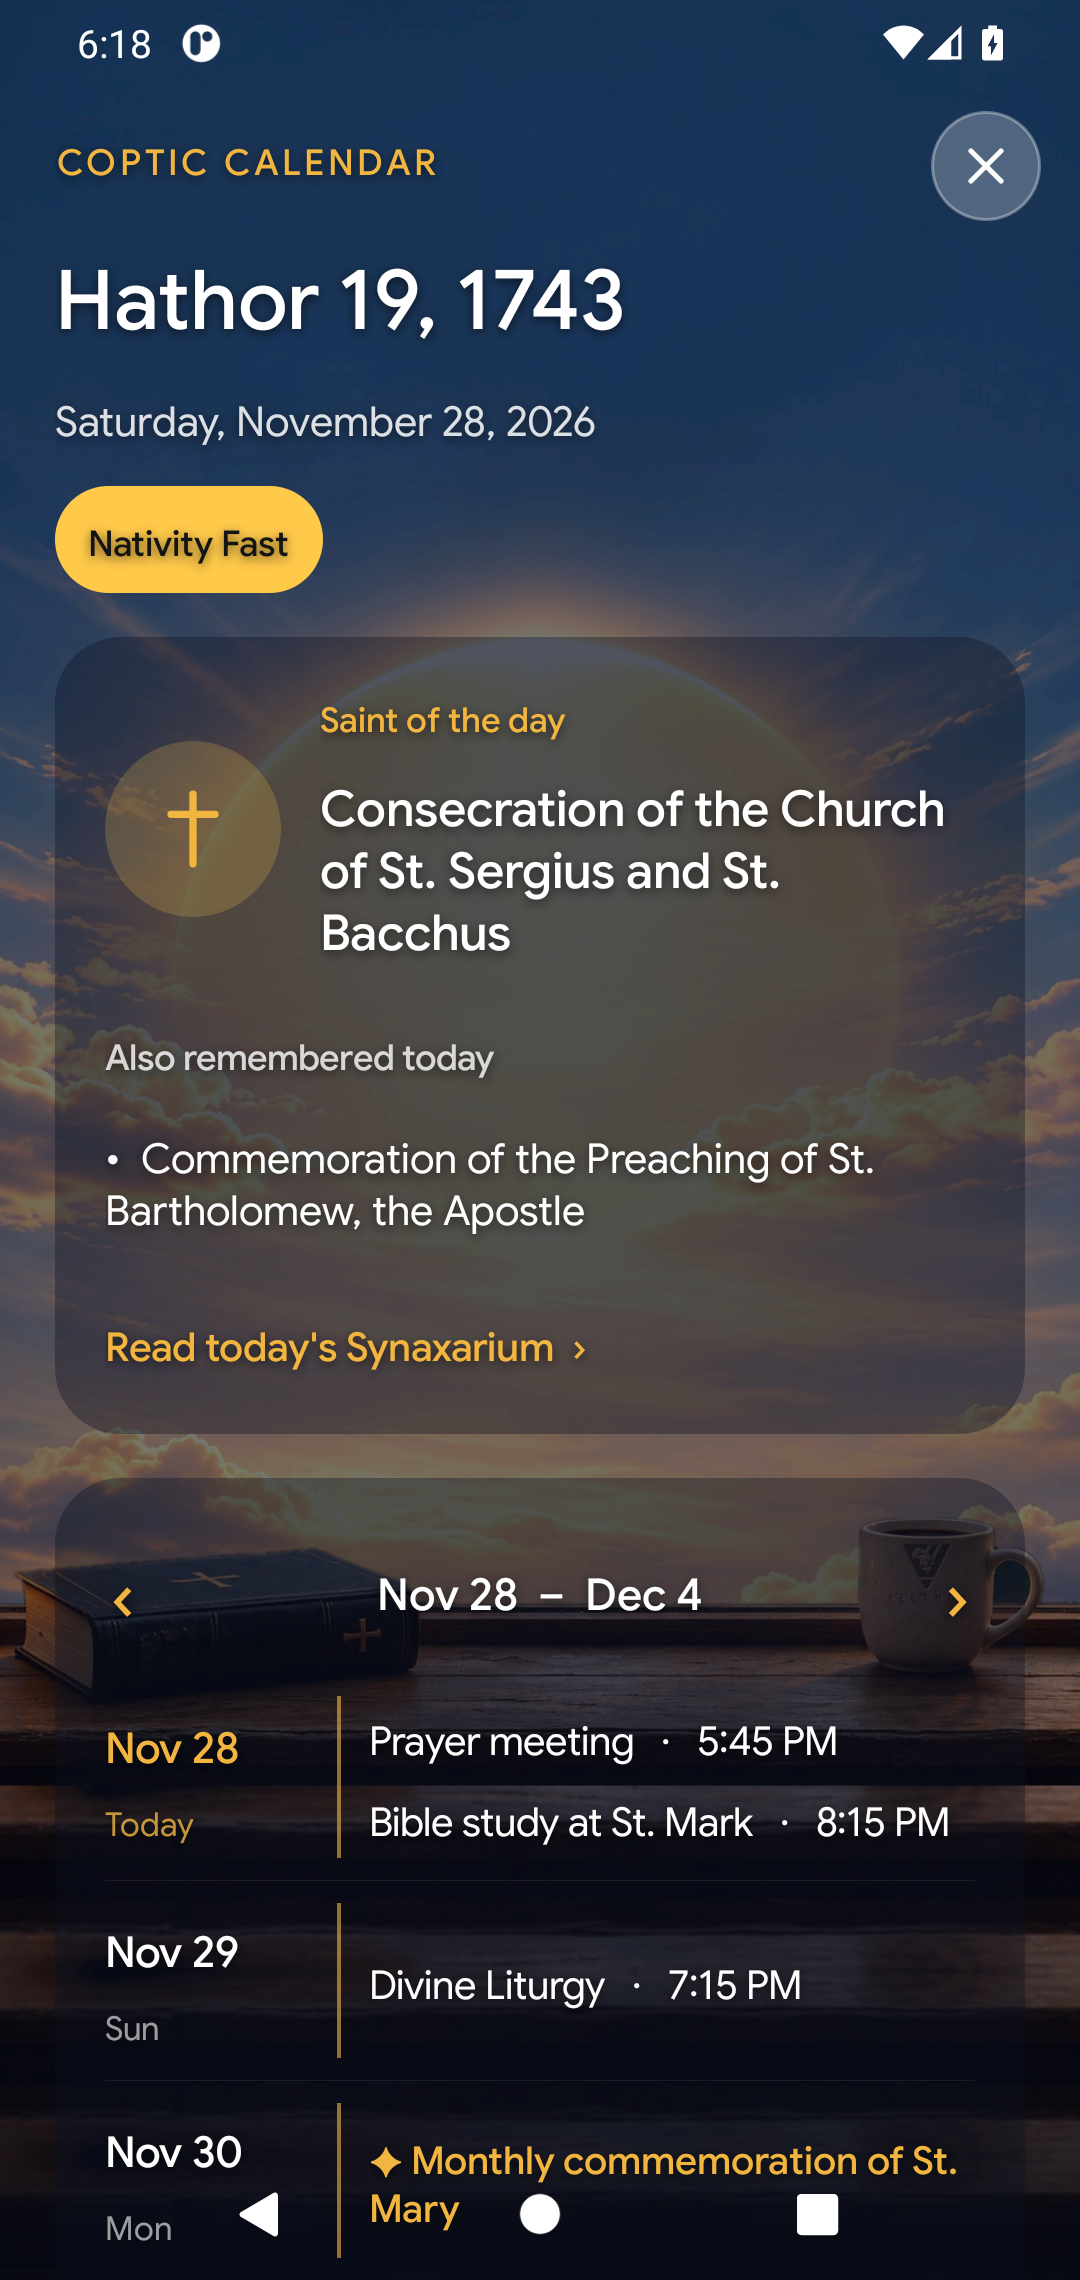 6:18
COPTIC CALENDAR
Hathor 19, 1743
Saturday, November 28, 2026
Nativity Fast
Saint of the day
Consecration of the Church
of St. Sergius and St.
Bacchus
Also remembered today
• Commemoration of the Preaching of St.
Bartholomew, the Apostle
Read today's Synaxarium ›
Nov 28 – Dec 4
Nov 28
Today
Prayer meeting · 5:45 PM
Bible study at St. Mark · 8:15 PM
Nov 29
Sun
Divine Liturgy · 7:15 PM
Nov 30
Mon
✦ Monthly commemoration of St.
Mary